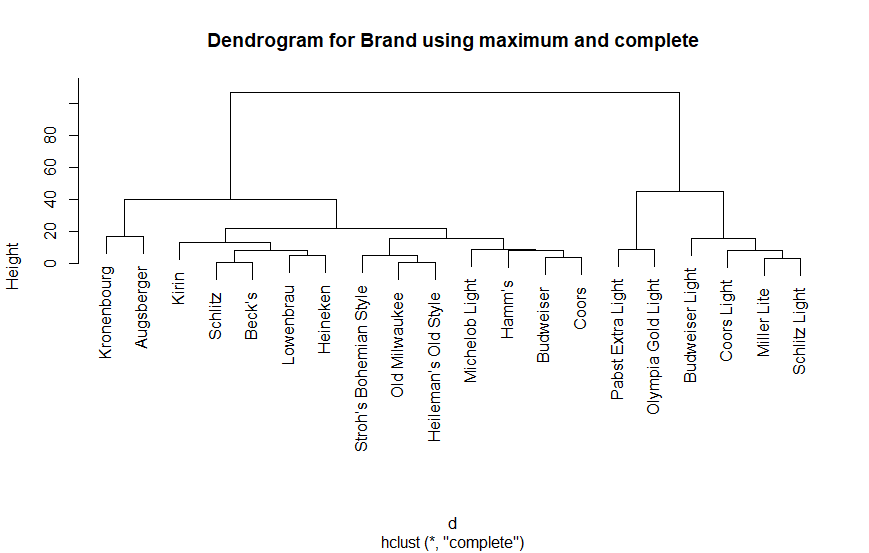 Dendrogram for Brand using maximum and complete
Height
80
60
40
20
0
Kronenbourg
Augsberger
Kirin
Schlitz
Beck's
Lowenbrau
Heineken
Stroh's Bohemian Style
Old Milwaukee
Heileman's Old Style
Michelob Light
Hamm's
Budweiser
Coors
Pabst Extra Light
Olympia Gold Light
Budweiser Light
Coors Light
Miller Lite
Schlitz Light
d
hclust (*, "complete")